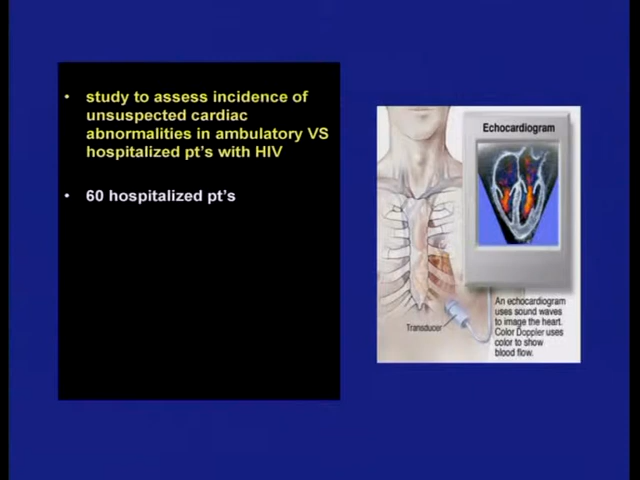 • study to assess incidence of
unsuspected cardiac
abnormalities in ambulatory VS
hospitalized pt's with HIV
• 60 hospitalized pt's
Echocardiogram
Transducer
An echocardiogram
uses sound waves
to image the heart.
Color Doppler uses
color to show
blood flow.